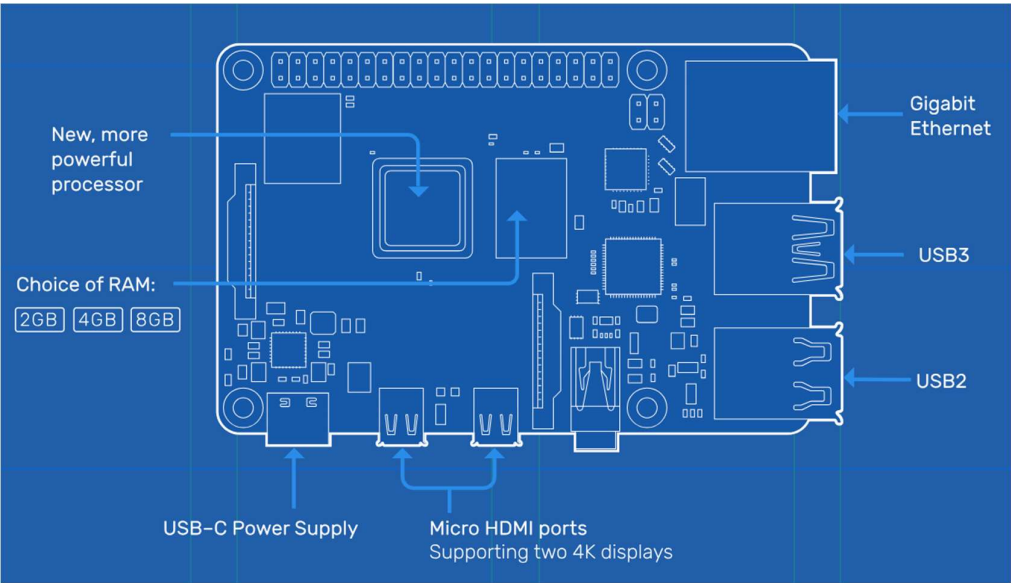 New, more
powerful
processor
Gigabit
Ethernet
USB3
Choice of RAM:
2GB 4GB 8GB
USB2
USB-C Power Supply
Micro HDMI ports
Supporting two 4K displays